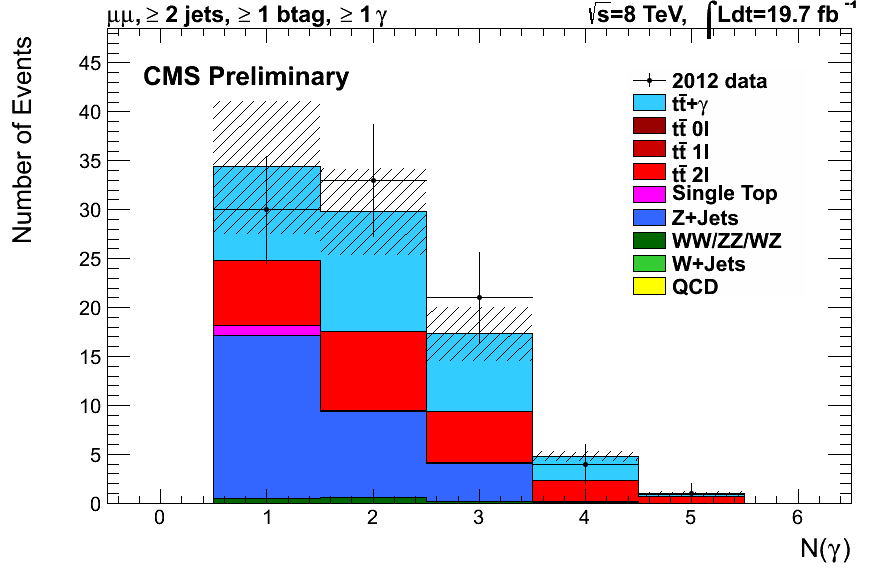 μμ, ≥ 2 jets, ≥ 1 btag, ≥ 1 γ
√s=8 TeV, ∫Ldt=19.7 fb⁻¹
CMS Preliminary
Number of Events
45
40
35
30
25
20
15
10
5
0
2012 data
tt̄+γ
tt̄ 0l
tt̄ 1l
tt̄ 2l
Single Top
Z+Jets
WW/ZZ/WZ
W+Jets
QCD
0 1 2 3 4 5 6
N(γ)